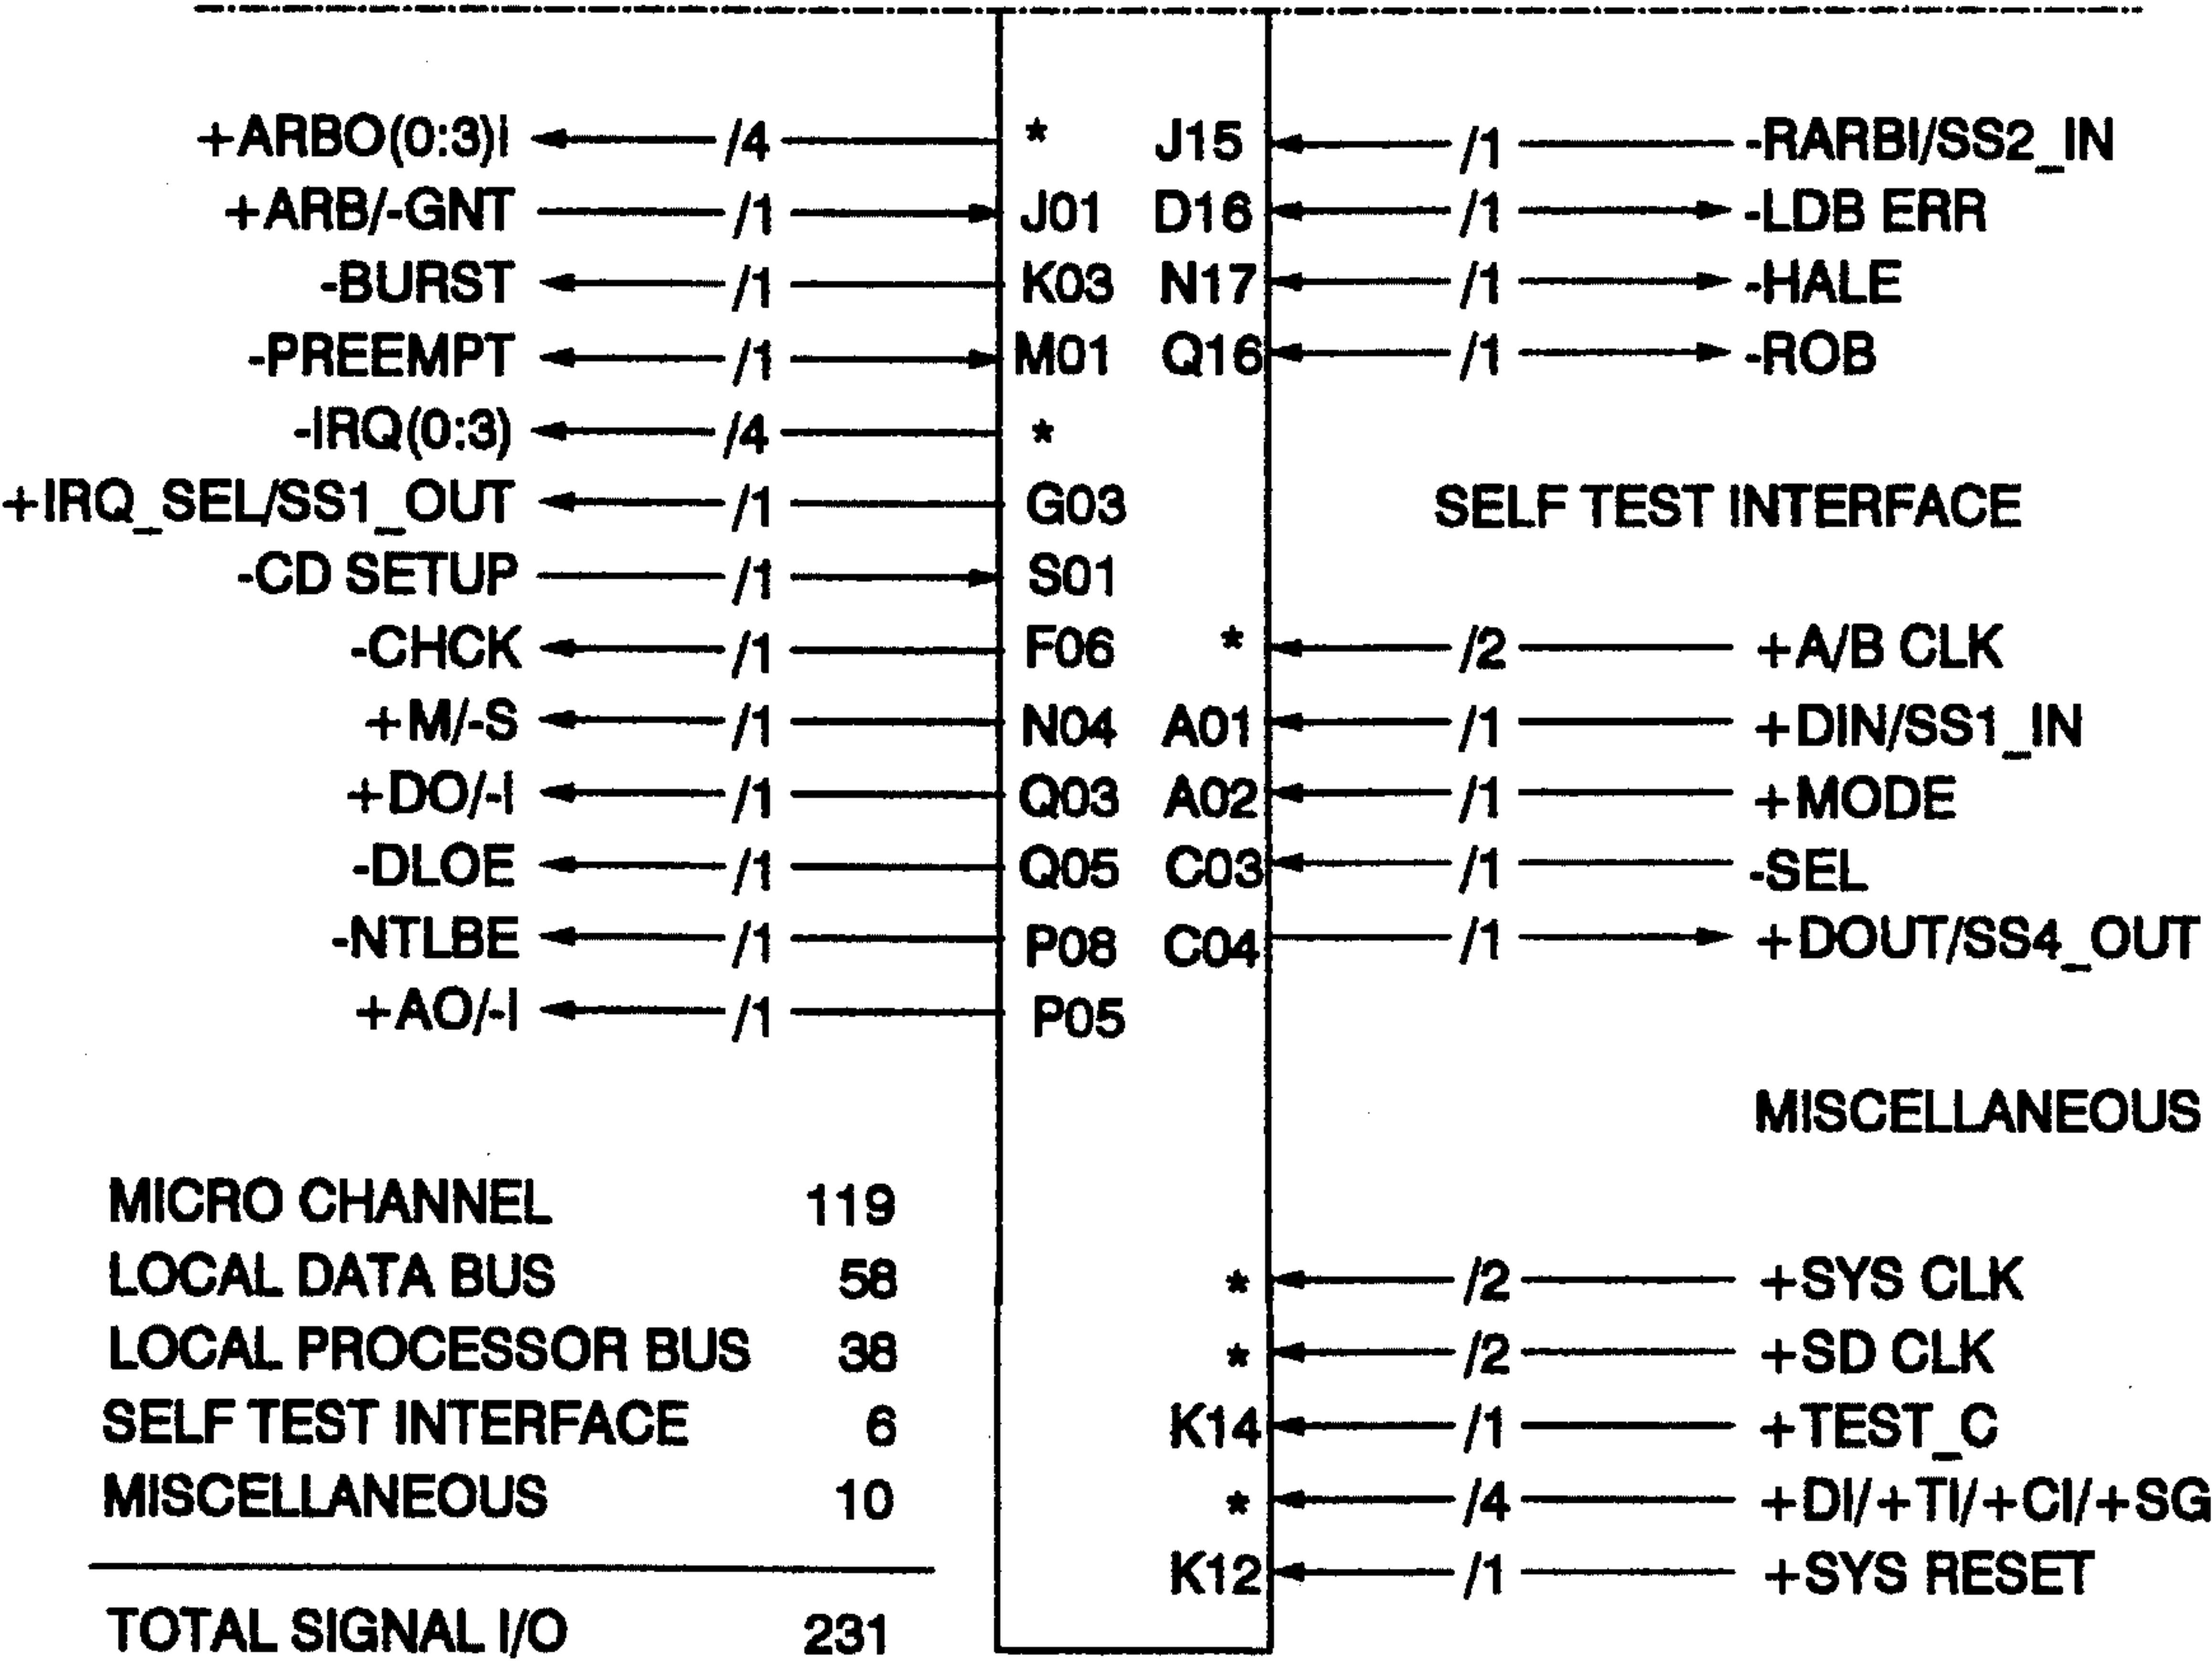 +ARBO(0:3)I /4 * J15 /1 -RARBI/SS2_IN
+ARB/-GNT /1 J01 D16 /1 -LDB ERR
-BURST /1 K03 N17 /1 -HALE
-PREEMPT /1 M01 Q16 /1 -ROB
-IRQ(0:3) /4 *
+IRQ_SEL/SS1_OUT /1 G03 SELF TEST INTERFACE
-CD SETUP /1 S01
-CHCK /1 F06 * /2 +A/B CLK
+M/-S /1 N04 A01 /1 +DIN/SS1_IN
+DO/-I /1 Q03 A02 /1 +MODE
-DLOE /1 Q05 C03 /1 -SEL
-NTLBE /1 P08 C04 /1 +DOUT/SS4_OUT
+AO/-I /1 P05
MISCELLANEOUS
MICRO CHANNEL 119
LOCAL DATA BUS 58 * /2 +SYS CLK
LOCAL PROCESSOR BUS 38 * /2 +SD CLK
SELF TEST INTERFACE 6 K14 /1 +TEST_C
MISCELLANEOUS 10 * /4 +DI/+TI/+CI/+SG
K12 /1 +SYS RESET
TOTAL SIGNAL I/O 231